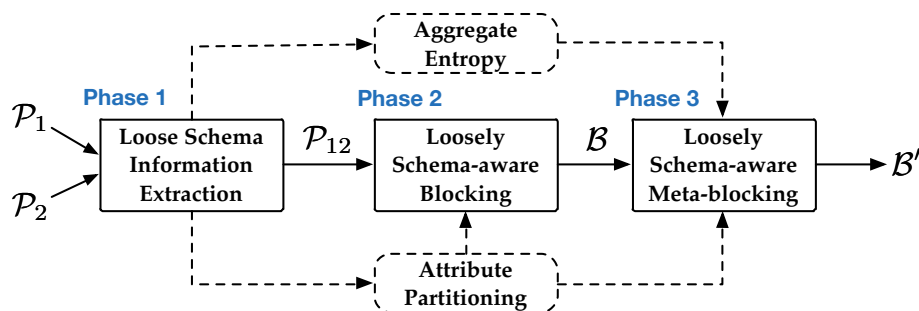 Aggregate
Entropy
Phase 1
Phase 2
Phase 3
𝒫1
𝒫2
Loose Schema
Information
Extraction
𝒫12
Loosely
Schema-aware
Blocking
ℬ
Loosely
Schema-aware
Meta-blocking
ℬ′
Attribute
Partitioning